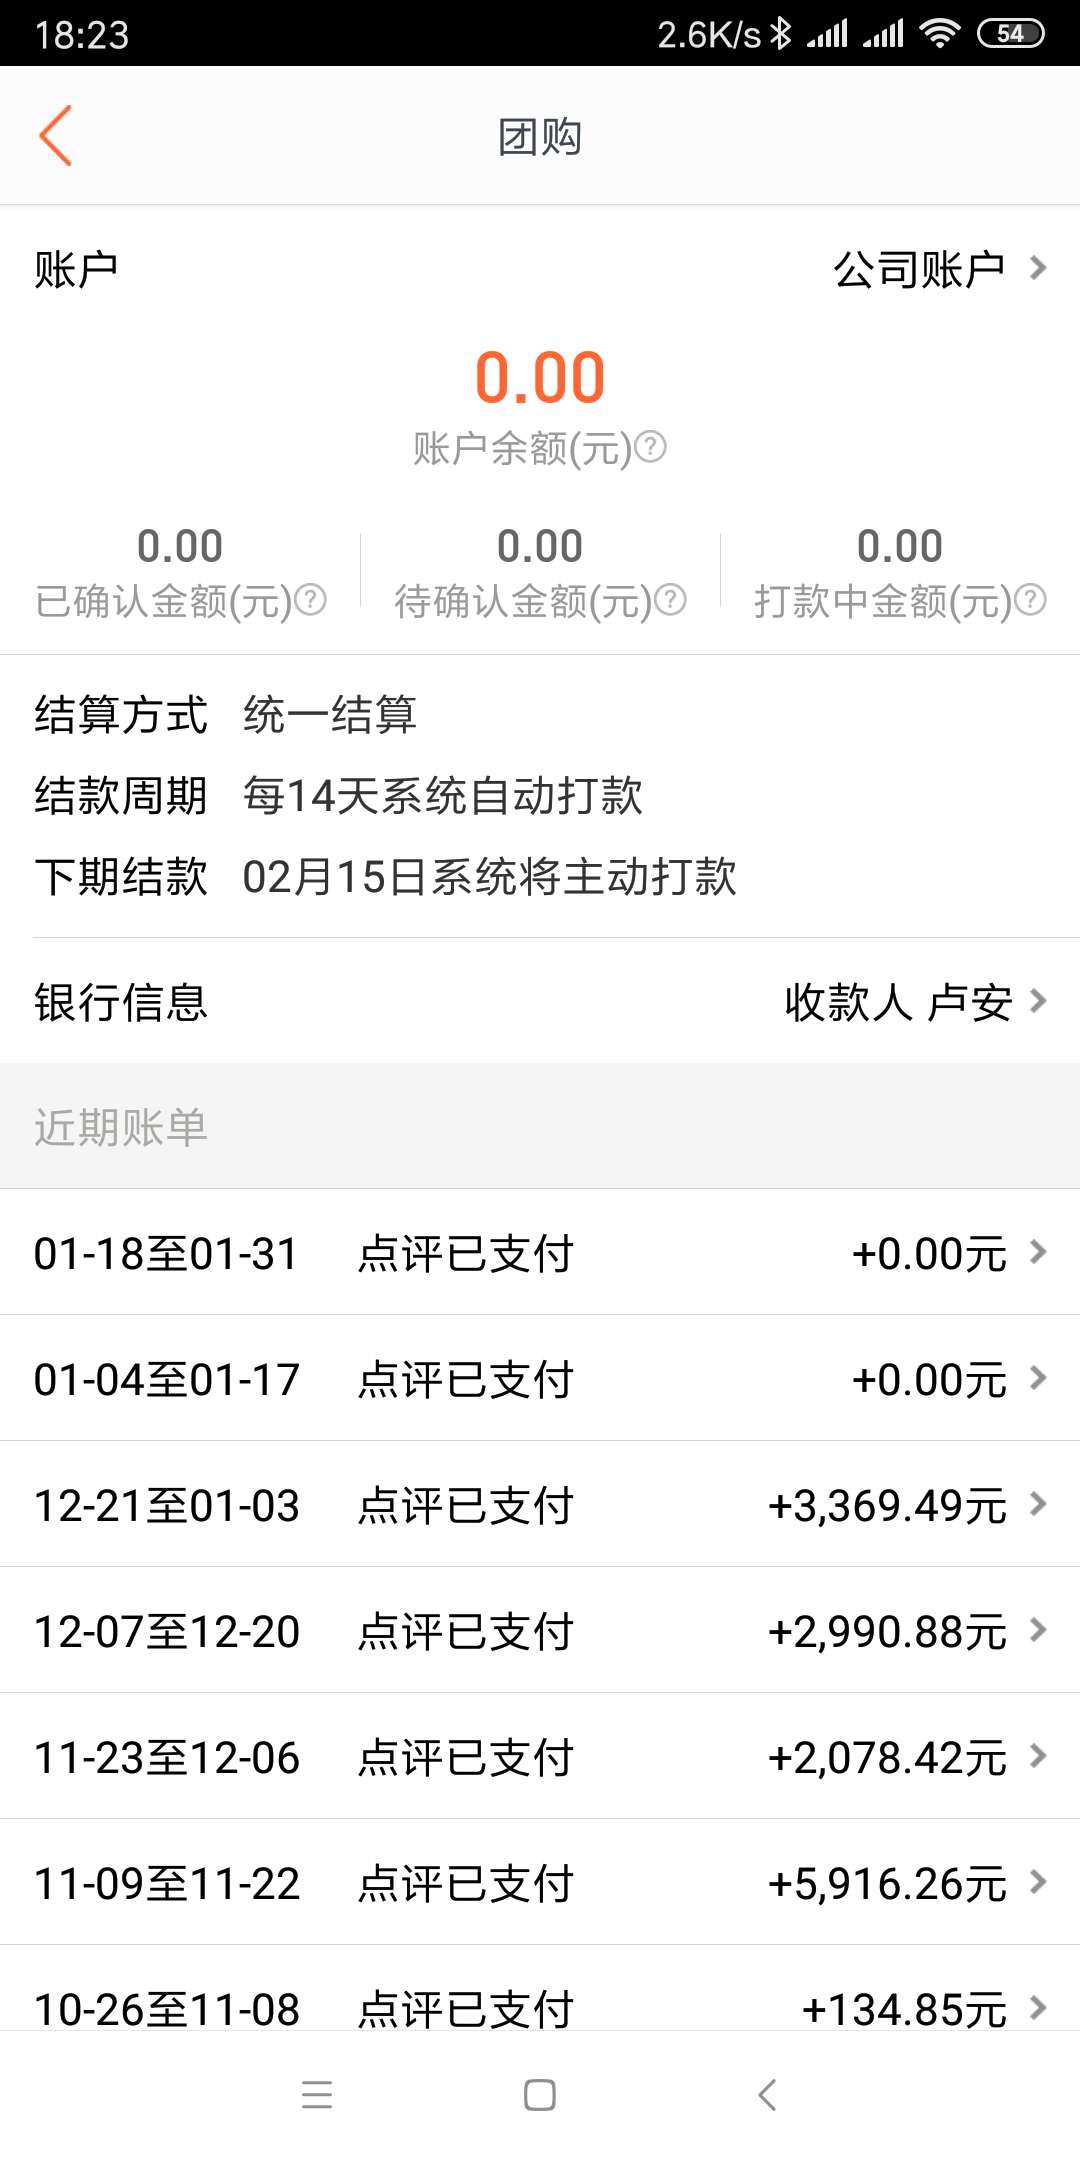 18:23 2.6K/s 54
团购
账户 公司账户
0.00
账户余额(元)?
0.00 0.00 0.00
已确认金额(元)? 待确认金额(元)? 打款中金额(元)?
结算方式 统一结算
结款周期 每14天系统自动打款
下期结款 02月15日系统将主动打款
银行信息 收款人 卢安
近期账单
01-18至01-31 点评已支付 +0.00元
01-04至01-17 点评已支付 +0.00元
12-21至01-03 点评已支付 +3,369.49元
12-07至12-20 点评已支付 +2,990.88元
11-23至12-06 点评已支付 +2,078.42元
11-09至11-22 点评已支付 +5,916.26元
10-26至11-08 点评已支付 +134.85元